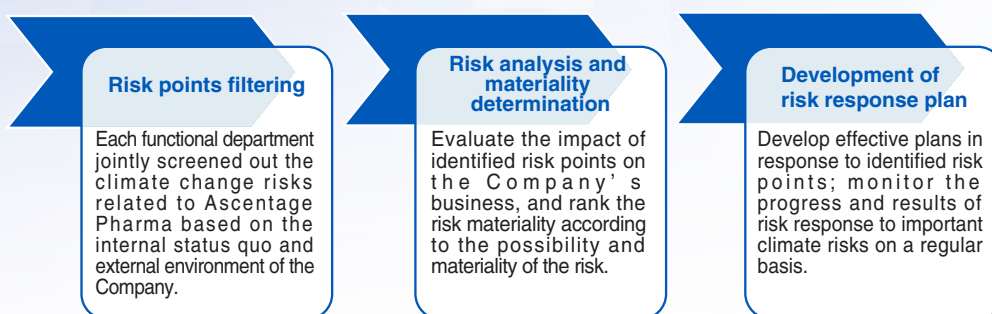 Risk points filtering
Each functional department
jointly screened out the
climate change risks
related to Ascentage
Pharma based on the
internal status quo and
external environment of the
Company.
Risk analysis and
materiality
determination
Evaluate the impact of
identified risk points on
the Company's
business, and rank the
risk materiality according
to the possibility and
materiality of the risk.
Development of
risk response plan
Develop effective plans in
response to identified risk
points; monitor the
progress and results of
risk response to important
climate risks on a regular
basis.